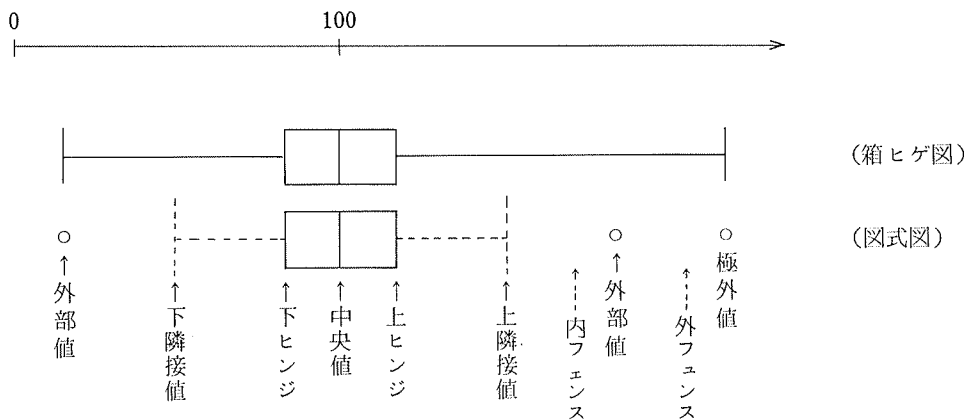 0
100
(箱ヒゲ図)
(図式図)
外部値
下隣接値
下ヒンジ
中央値
上ヒンジ
上隣接値
内フェンス
外部値
外フェンス
極外値